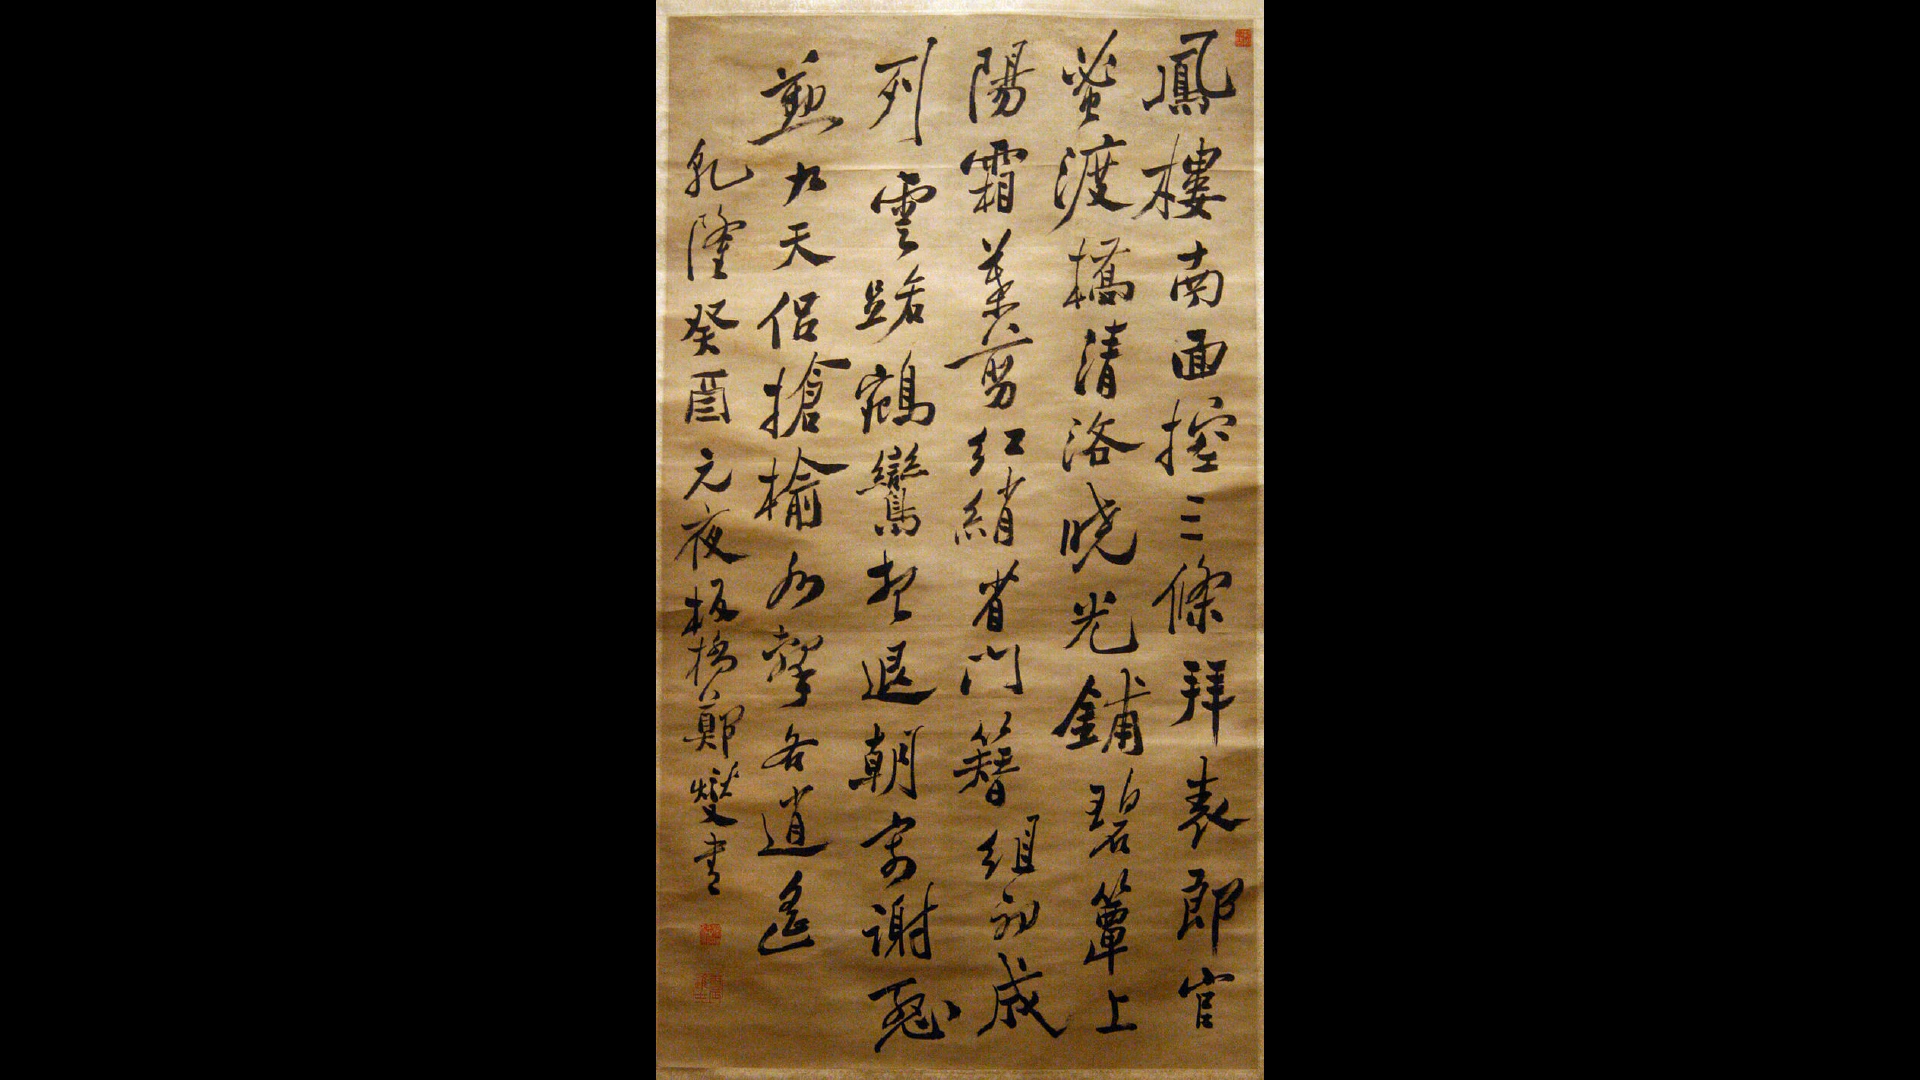 鳳樓南面控三條拜表郎官
蚤渡橋清洛曉光鋪碧簟上
陽霜葉剪紅綃省門簪組初成
列雲路鵷鸞想退朝寄謝慇
懃九天侶搶榆水擊各逍遙
乾隆癸酉元夜板橋鄭燮書